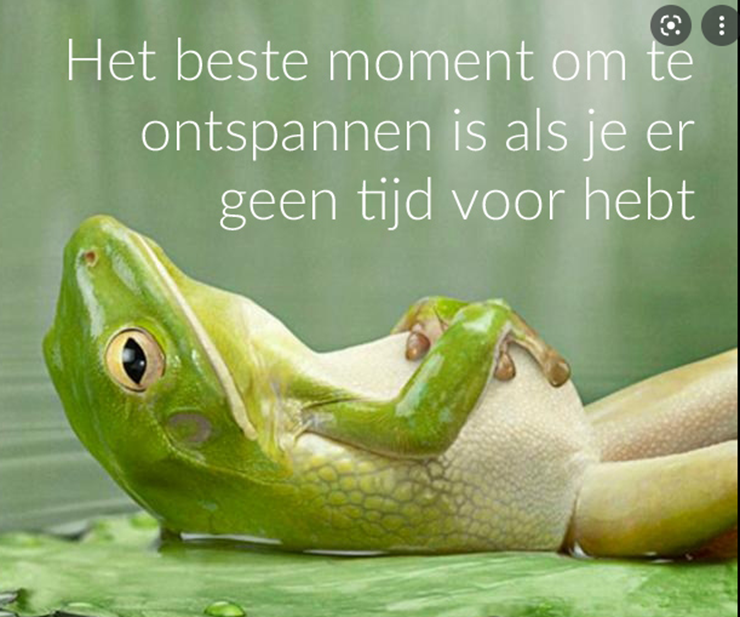 Het beste moment om te
ontspannen is als je er
geen tijd voor hebt